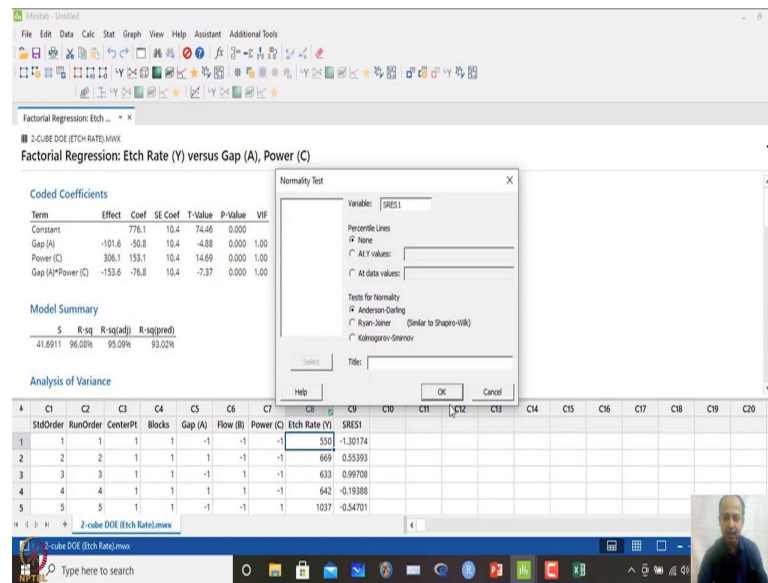 Minitab - Untitled
File Edit Data Calc Stat Graph View Help Assistant Additional Tools
Factorial Regression: Etch ...
2-CUBE DOE (ETCH RATE).MWX
Factorial Regression: Etch Rate (Y) versus Gap (A), Power (C)
Coded Coefficients
Term Effect Coef SE Coef T-Value P-Value VIF
Constant 776.1 10.4 74.46 0.000
Gap (A) -101.6 -50.8 10.4 -4.88 0.000 1.00
Power (C) 306.1 153.1 10.4 14.69 0.000 1.00
Gap (A)*Power (C) -153.6 -76.8 10.4 -7.37 0.000 1.00
Model Summary
S R-sq R-sq(adj) R-sq(pred)
41.6911 96.08% 95.09% 93.02%
Analysis of Variance
Normality Test
Variable: SRES1
Percentile Lines
None
At Y values:
At data values:
Tests for Normality
Anderson-Darling
Ryan-Joiner (Similar to Shapiro-Wilk)
Kolmogorov-Smirnov
Select
Title:
Help OK Cancel
C1 C2 C3 C4 C5 C6 C7 C8 C9 C10 C11 C12 C13 C14 C15 C16 C17 C18 C19 C20
StdOrder RunOrder CenterPt Blocks Gap (A) Flow (B) Power (C) Etch Rate (Y) SRES1
1 1 1 1 1 -1 -1 -1 550 -1.30174
2 2 2 1 1 1 -1 -1 669 0.55393
3 3 3 1 1 -1 1 -1 633 0.99708
4 4 4 1 1 1 1 -1 642 -0.19388
5 5 5 1 1 -1 -1 1 1037 -0.54701
2-cube DOE (Etch Rate).mwx
2-cube DOE (Etch Rate).mwx
Type here to search
NPTEL